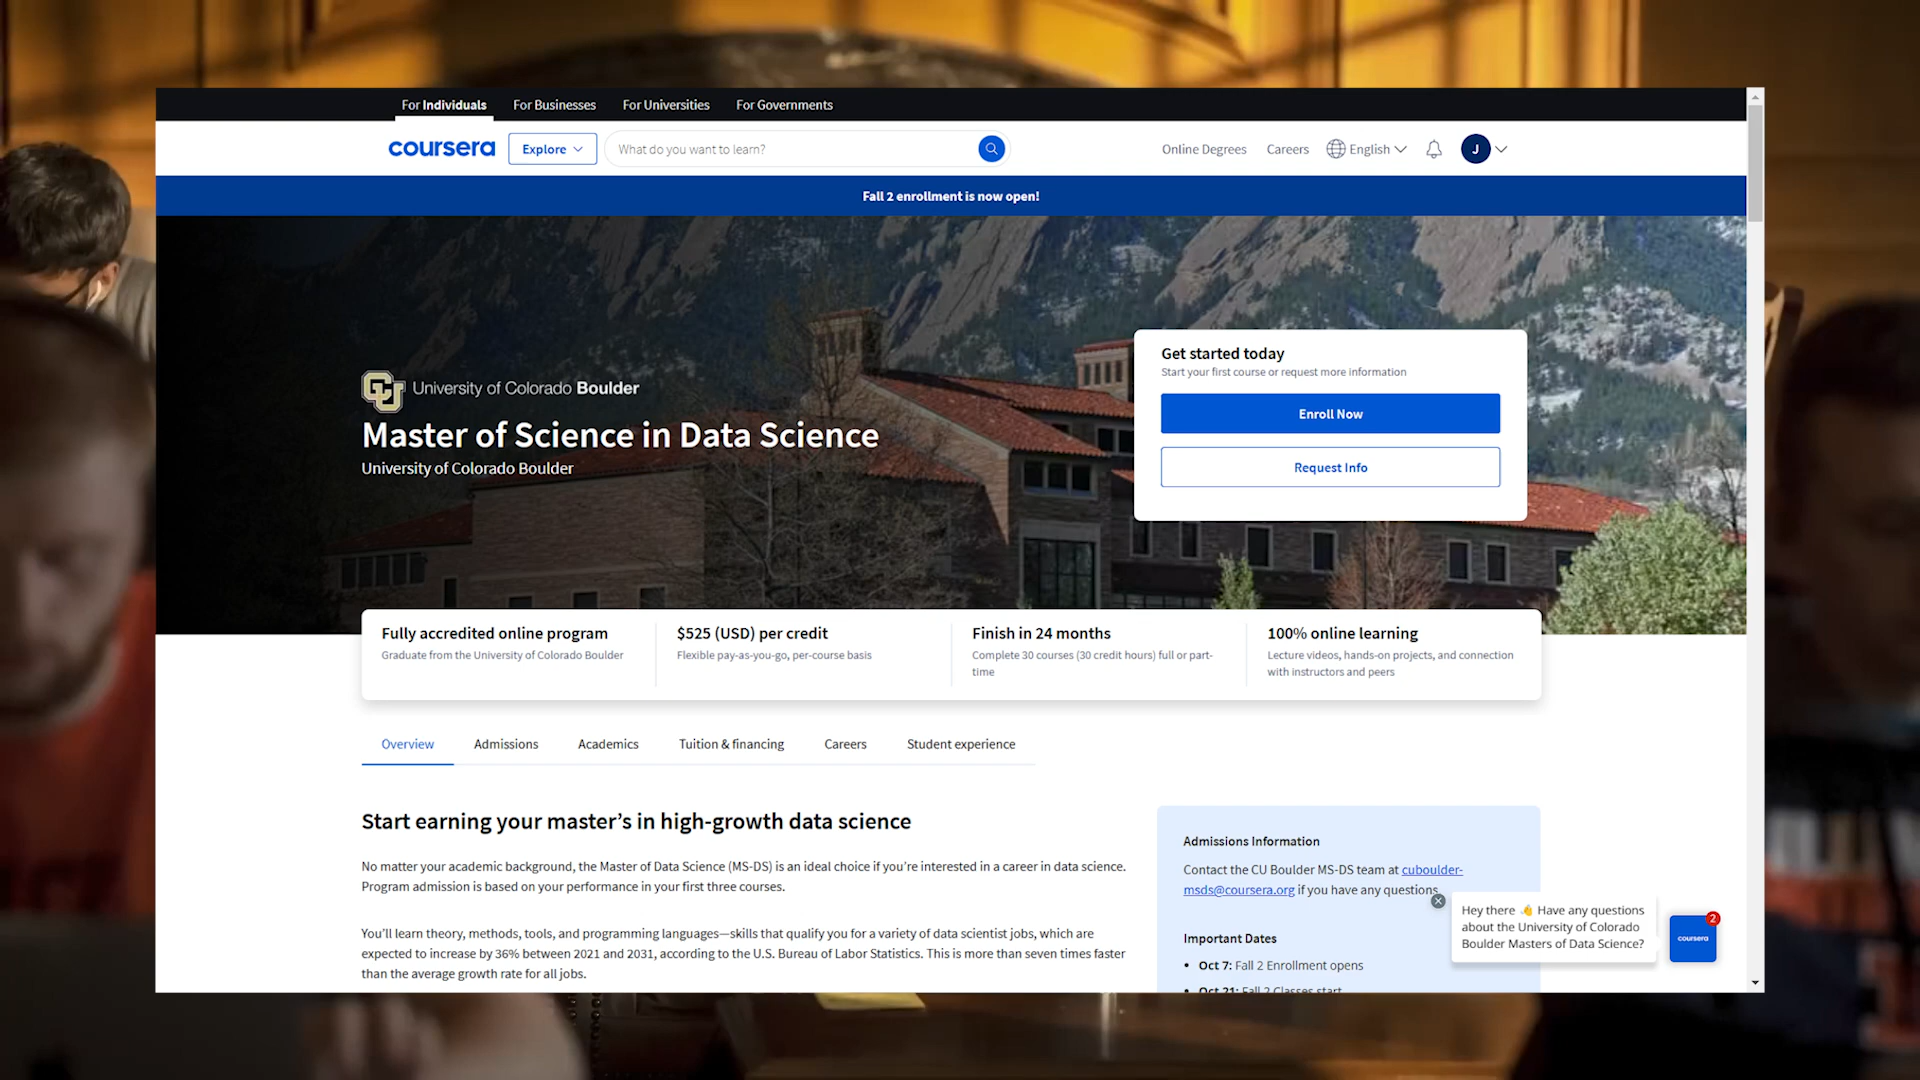 For Individuals For Businesses For Universities For Governments
coursera Explore What do you want to learn? Online Degrees Careers English J
Fall 2 enrollment is now open!
Get started today
Start your first course or request more information
Enroll Now
Request Info
CU University of Colorado Boulder
Master of Science in Data Science
University of Colorado Boulder
Fully accredited online program
Graduate from the University of Colorado Boulder
$525 (USD) per credit
Flexible pay-as-you-go, per-course basis
Finish in 24 months
Complete 30 courses (30 credit hours) full or part-
time
100% online learning
Lecture videos, hands-on projects, and connection
with instructors and peers
Overview Admissions Academics Tuition & financing Careers Student experience
Start earning your master’s in high-growth data science
No matter your academic background, the Master of Data Science (MS-DS) is an ideal choice if you’re interested in a career in data science.
Program admission is based on your performance in your first three courses.
You’ll learn theory, methods, tools, and programming languages—skills that qualify you for a variety of data scientist jobs, which are
expected to increase by 36% between 2021 and 2031, according to the U.S. Bureau of Labor Statistics. This is more than seven times faster
than the average growth rate for all jobs.
Admissions Information
Contact the CU Boulder MS-DS team at cuboulder-
msds@coursera.org if you have any questions.
Important Dates
• Oct 7: Fall 2 Enrollment opens
• Oct 21: Fall 2 Classes start
Hey there 👋 Have any questions
about the University of Colorado
Boulder Masters of Data Science?
coursera
2